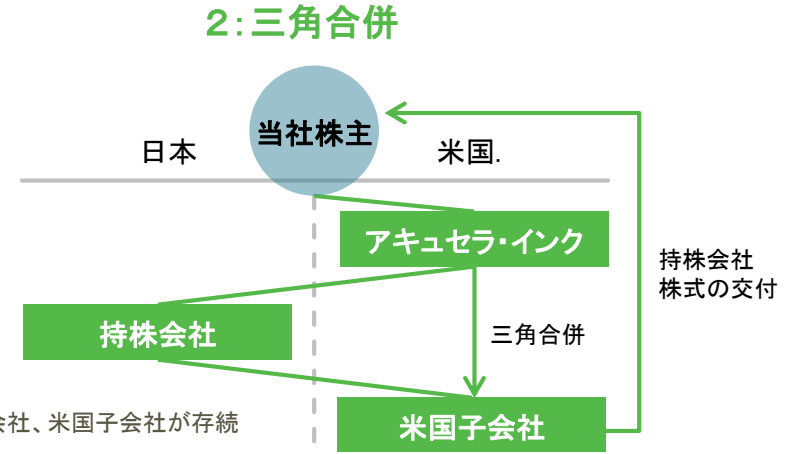 2:三角合併
当社株主
日本
米国.
アキュセラ・インク
持株会社
株式の交付
持株会社
三角合併
会社、米国子会社が存続
米国子会社